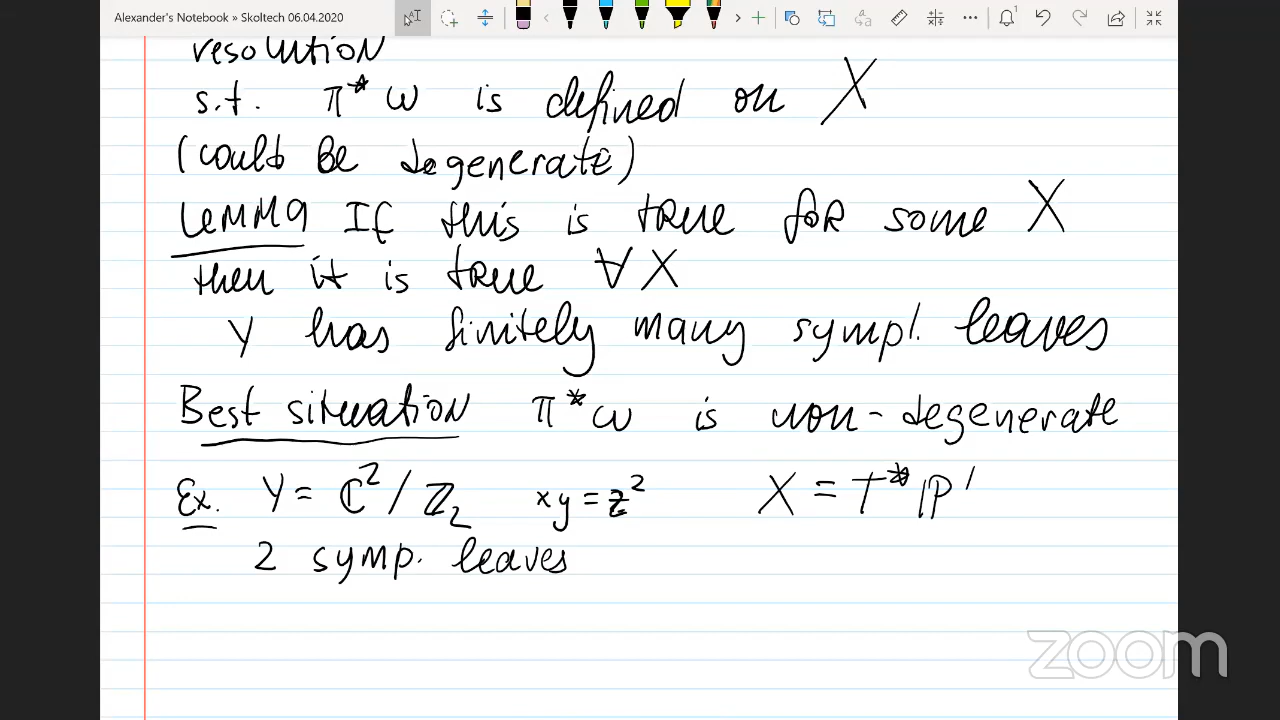 Alexander's Notebook » Skoltech 06.04.2020
resolution
s.t. π*ω is defined on X
(could be degenerate)
Lemma If this is true for some X
then it is true ∀X
Y has finitely many sympl. leaves
Best situation π*ω is non-degenerate
Ex. Y = ℂ²/ℤ₂ xy = z² X = T*ℙ¹
2 symp. leaves
zoom